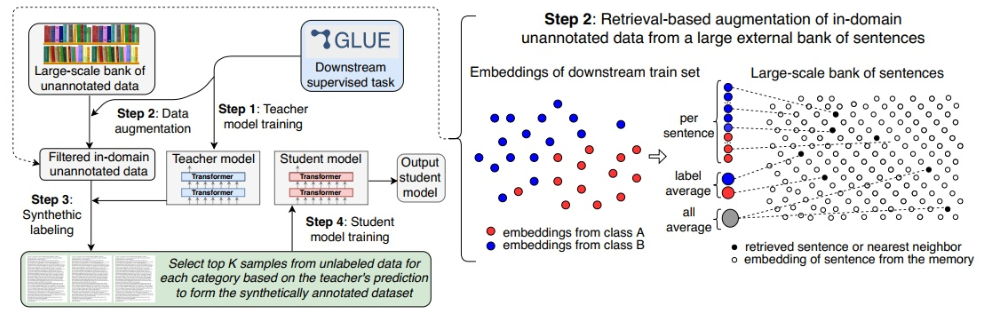 Large-scale bank of
unannotated data
GLUE
Downstream
supervised task
Step 2: Data
augmentation
Step 1: Teacher
model training
Filtered in-domain
unannotated data
Teacher model
Transformer
Transformer
Student model
Transformer
Transformer
Output
student
model
Step 3:
Synthethic
labeling
Step 4: Student
model training
Select top K samples from unlabeled data for
each category based on the teacher's prediction
to form the synthetically annotated dataset
Step 2: Retrieval-based augmentation of in-domain
unannotated data from a large external bank of sentences
Embeddings of downstream train set
embeddings from class A
embeddings from class B
Large-scale bank of sentences
per
sentence
label
average
all
average
retrieved sentence or nearest neighbor
embedding of sentence from the memory